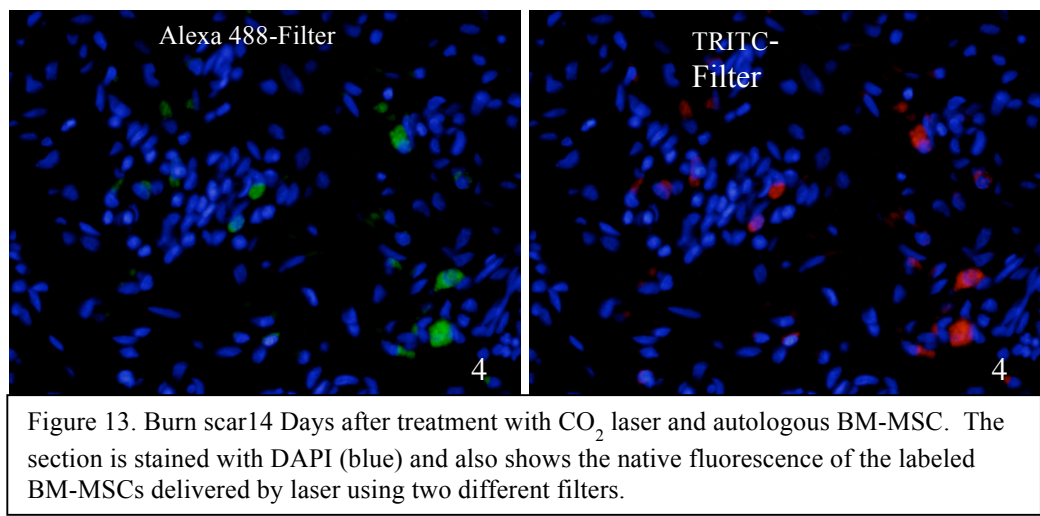 Alexa 488-Filter
TRITC-
Filter
4
4
Figure 13. Burn scar14 Days after treatment with CO2 laser and autologous BM-MSC. The
section is stained with DAPI (blue) and also shows the native fluorescence of the labeled
BM-MSCs delivered by laser using two different filters.